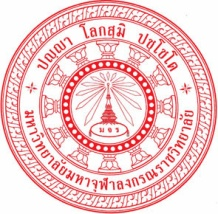 ปญฺญา โลกสฺมิ ปชฺโชโต
ม จ ร
มหาวิทยาลัยมหาจุฬาลงกรณราชวิทยาลัย